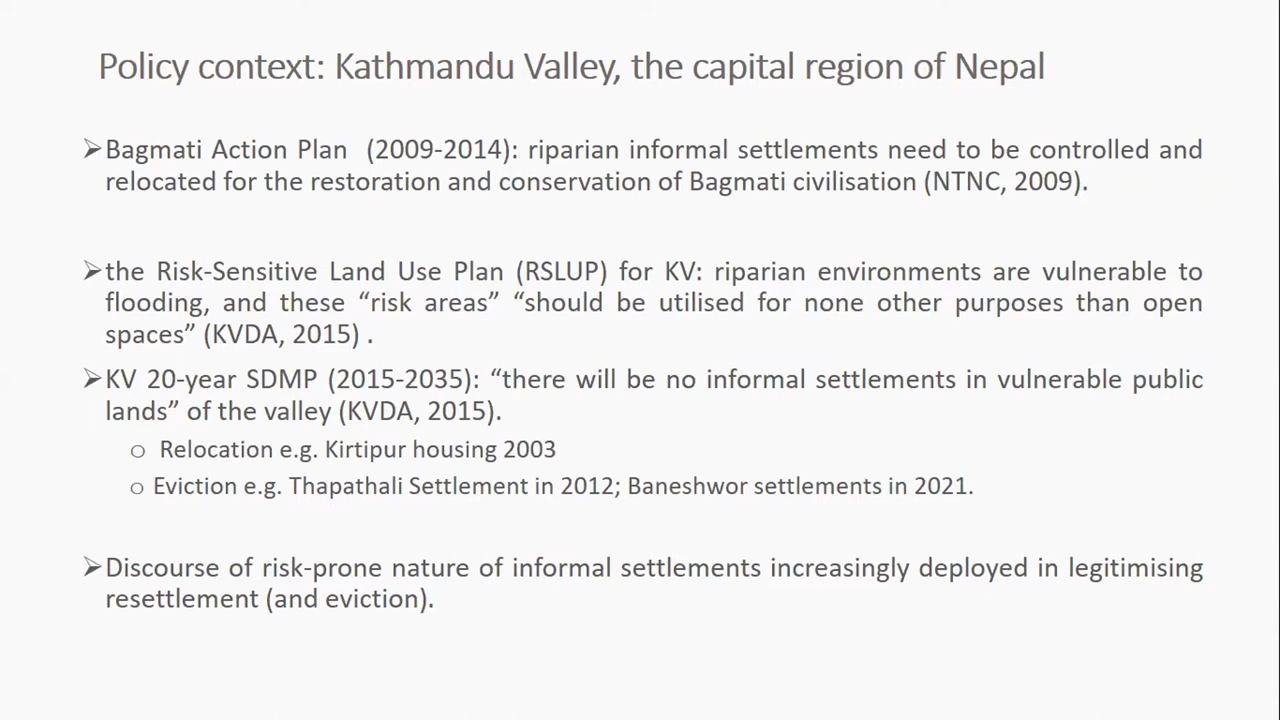 Policy context: Kathmandu Valley, the capital region of Nepal
➢Bagmati Action Plan (2009-2014): riparian informal settlements need to be controlled and
relocated for the restoration and conservation of Bagmati civilisation (NTNC, 2009).
➢the Risk-Sensitive Land Use Plan (RSLUP) for KV: riparian environments are vulnerable to
flooding, and these “risk areas” “should be utilised for none other purposes than open
spaces” (KVDA, 2015) .
➢KV 20-year SDMP (2015-2035): “there will be no informal settlements in vulnerable public
lands” of the valley (KVDA, 2015).
o Relocation e.g. Kirtipur housing 2003
o Eviction e.g. Thapathali Settlement in 2012; Baneshwor settlements in 2021.
➢Discourse of risk-prone nature of informal settlements increasingly deployed in legitimising
resettlement (and eviction).